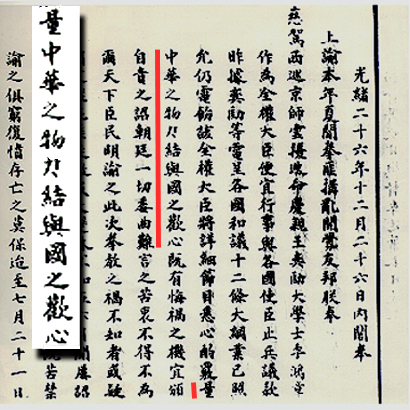 光緒二十六年十二月二十六日內閣奉
上諭本年夏間拳匪搆亂開釁友邦朕奉
慈駕西巡京師雲擾迭命慶親王奕劻大學士李鴻章
作為全權大臣便宜行事與各國使臣止兵議款
昨據奕劻等電呈各國和議十二條大綱業已照
允仍電飭該全權大臣將詳細節目悉心酌覈量
中華之物力結與國之歡心既有悔禍之機宜頒
自責之詔朝廷一切委曲難言之苦衷不得不為
爾天下臣民明諭之此次拳教之禍不知者或疑
屢詔
苦禁
諭之俱窮復惜存亡之莫保迨至七月二十一日
量中華之物力結與國之歡心